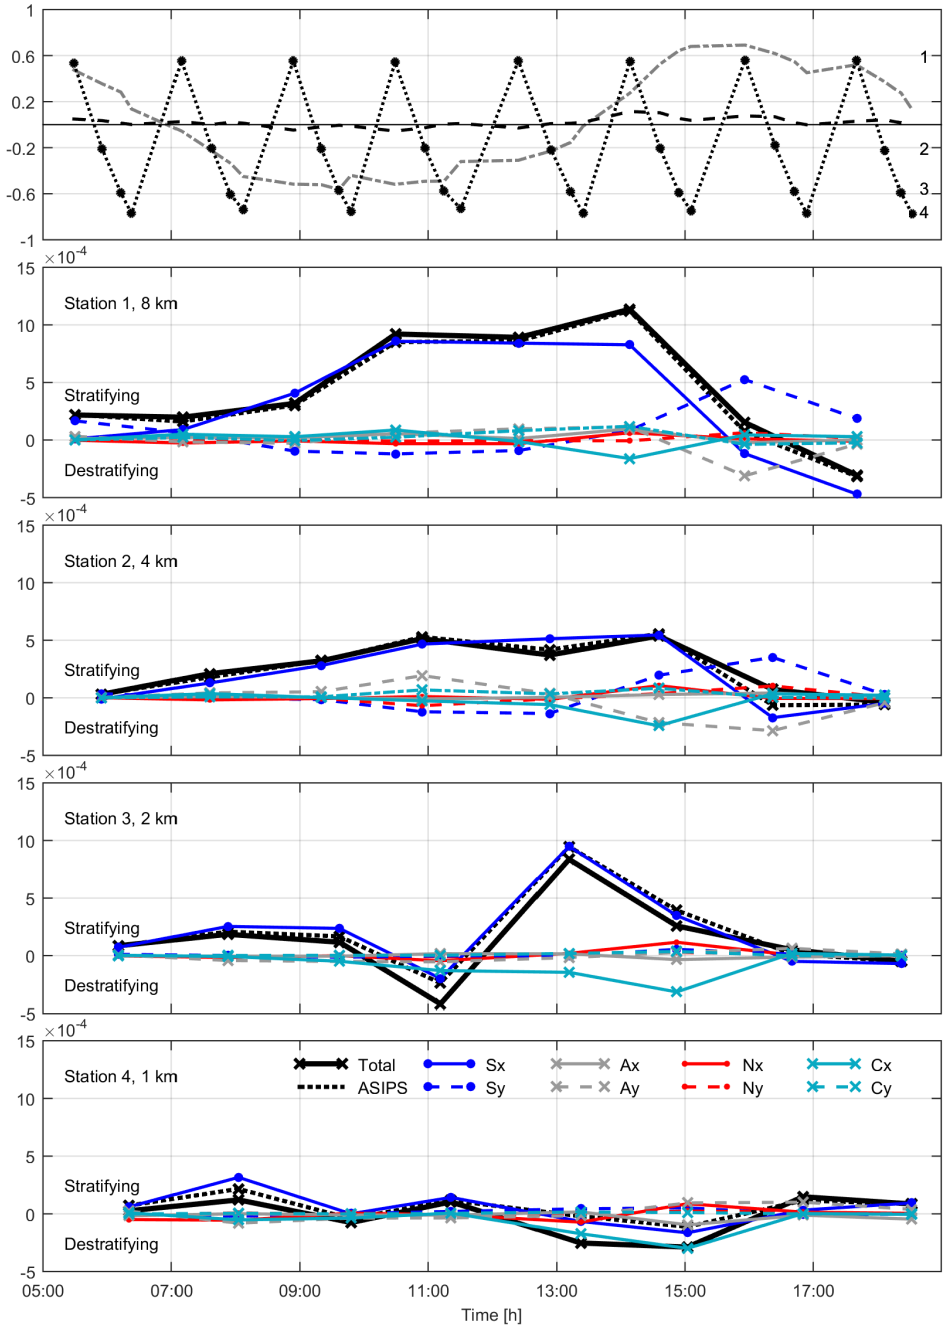 1
0.6
0.2
-0.2
-0.6
-1
1
2
3
4
×10⁻⁴
15
10
5
0
-5
Station 1, 8 km
Stratifying
Destratifying
×10⁻⁴
15
10
5
0
-5
Station 2, 4 km
Stratifying
Destratifying
×10⁻⁴
15
10
5
0
-5
Station 3, 2 km
Stratifying
Destratifying
×10⁻⁴
15
10
5
0
-5
Station 4, 1 km
Total Sx Ax Nx Cx
ASIPS Sy Ay Ny Cy
Stratifying
Destratifying
05:00 07:00 09:00 11:00 13:00 15:00 17:00
Time [h]